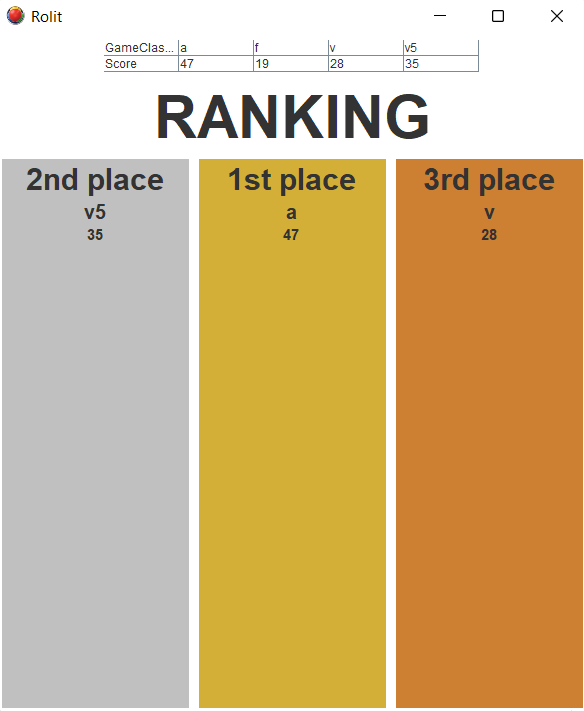 Rolit
GameClas... a f v v5
Score 47 19 28 35
RANKING
2nd place
v5
35
1st place
a
47
3rd place
v
28